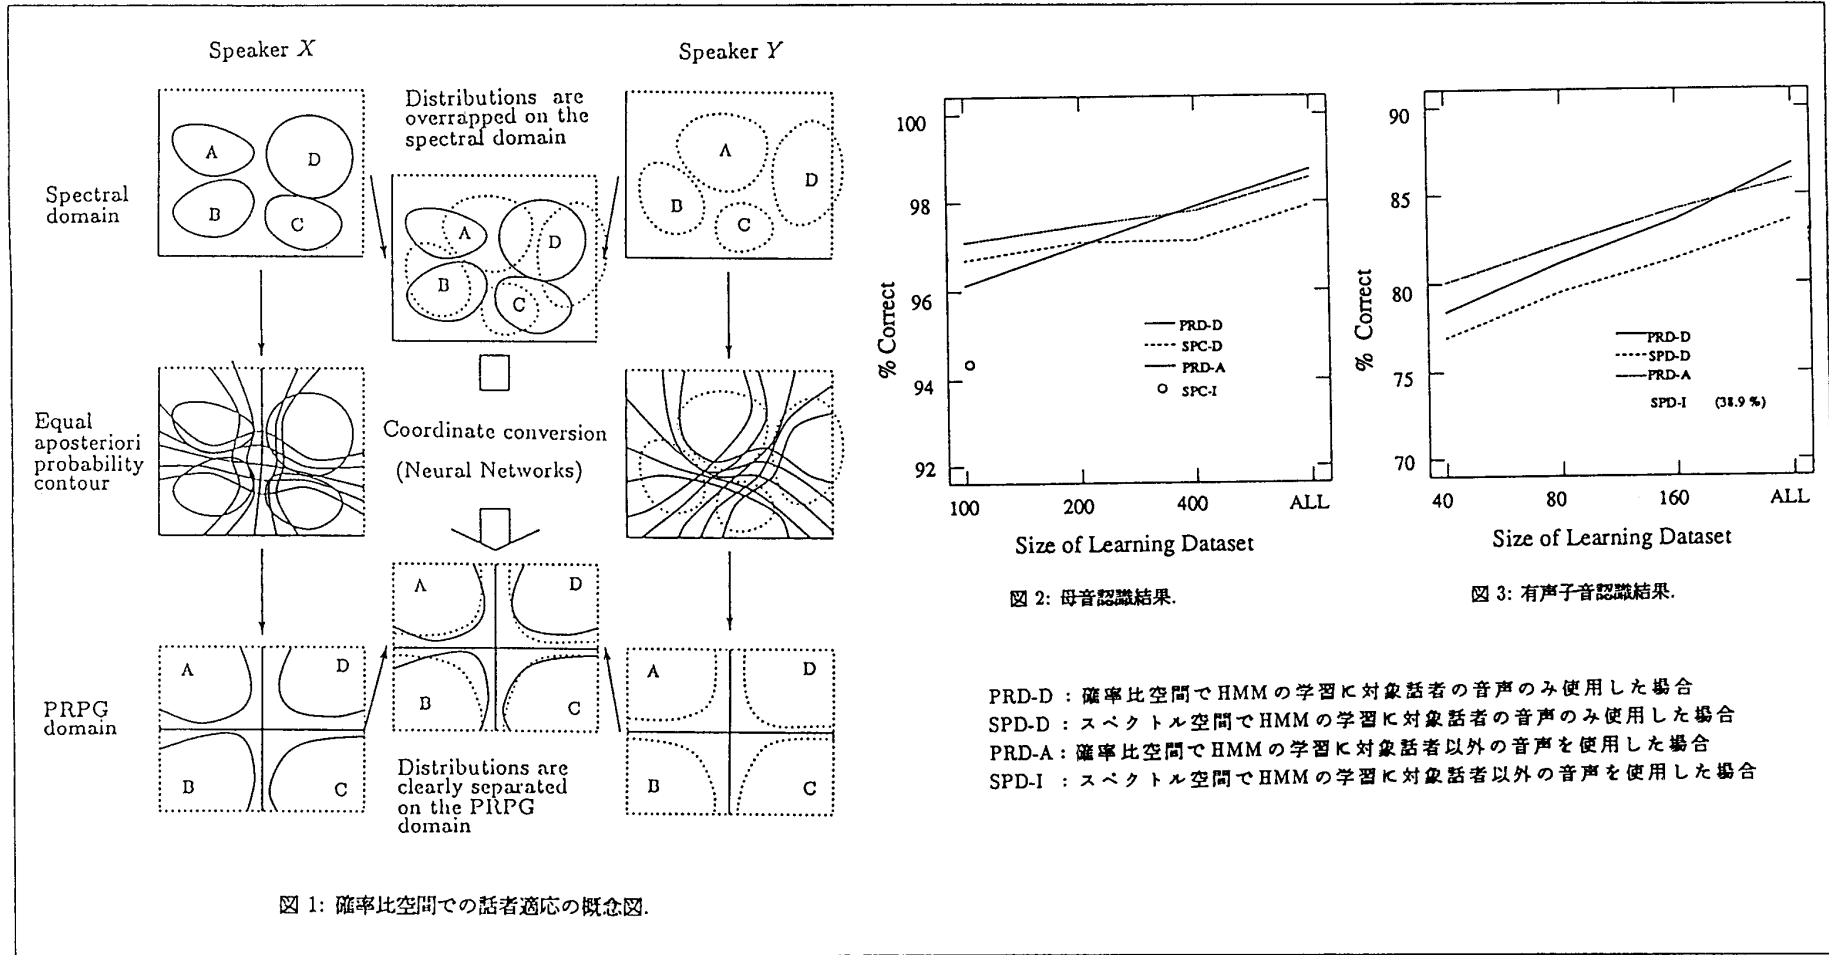 Speaker X
Speaker Y
Distributions are
overrapped on the
spectral domain
Spectral
domain
A
D
B
C
A
D
B
C
A
D
B
C
Equal
aposteriori
probability
contour
Coordinate conversion
(Neural Networks)
PRPG
domain
A
D
B
C
A
D
B
C
A
D
B
C
Distributions are
clearly separated
on the PRPG
domain
図 1: 確率比空間での話者適応の概念図.
% Correct
100
98
96
94
92
PRD-D
SPC-D
PRD-A
SPC-I
100 200 400 ALL
Size of Learning Dataset
図 2: 母音認識結果.
% Correct
90
85
80
75
70
PRD-D
SPD-D
PRD-A
SPD-I (38.9 %)
40 80 160 ALL
Size of Learning Dataset
図 3: 有声子音認識結果.
PRD-D : 確率比空間でHMMの学習に対象話者の音声のみ使用した場合
SPD-D : スペクトル空間でHMMの学習に対象話者の音声のみ使用した場合
PRD-A : 確率比空間でHMMの学習に対象話者以外の音声を使用した場合
SPD-I : スペクトル空間でHMMの学習に対象話者以外の音声を使用した場合